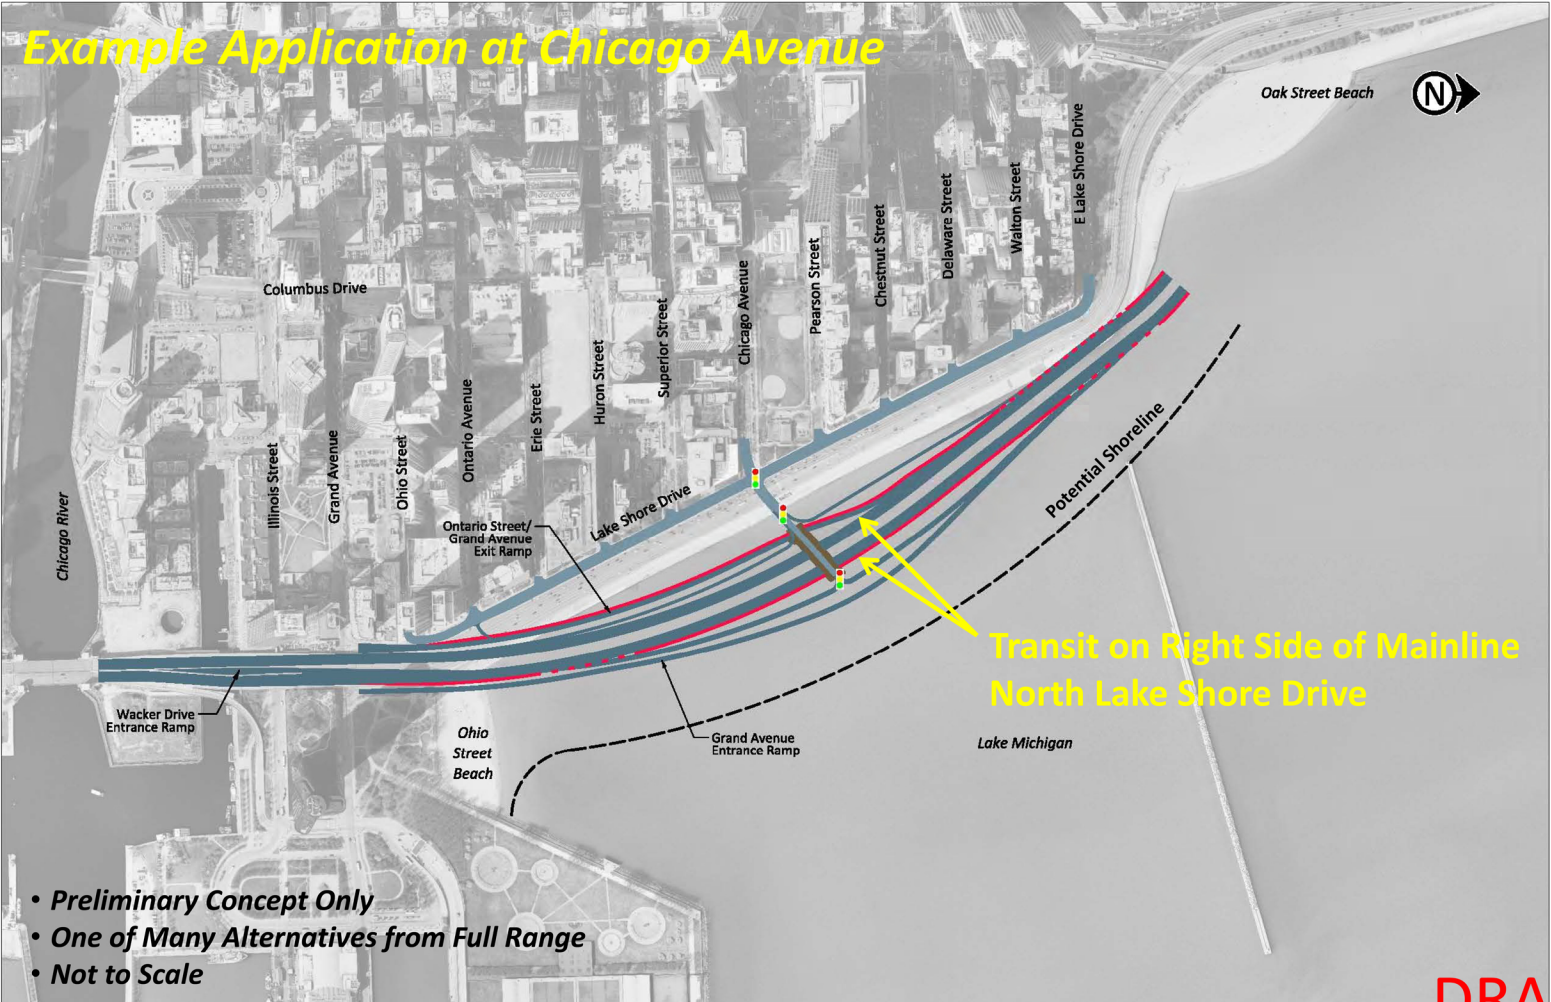 Example Application at Chicago Avenue
Oak Street Beach
N
E Lake Shore Drive
Walton Street
Delaware Street
Chestnut Street
Pearson Street
Chicago Avenue
Superior Street
Huron Street
Erie Street
Ontario Avenue
Ohio Street
Grand Avenue
Illinois Street
Columbus Drive
Chicago River
Lake Shore Drive
Ontario Street/
Grand Avenue
Exit Ramp
Potential Shoreline
Transit on Right Side of Mainline
North Lake Shore Drive
Wacker Drive
Entrance Ramp
Ohio
Street
Beach
Grand Avenue
Entrance Ramp
Lake Michigan
• Preliminary Concept Only
• One of Many Alternatives from Full Range
• Not to Scale